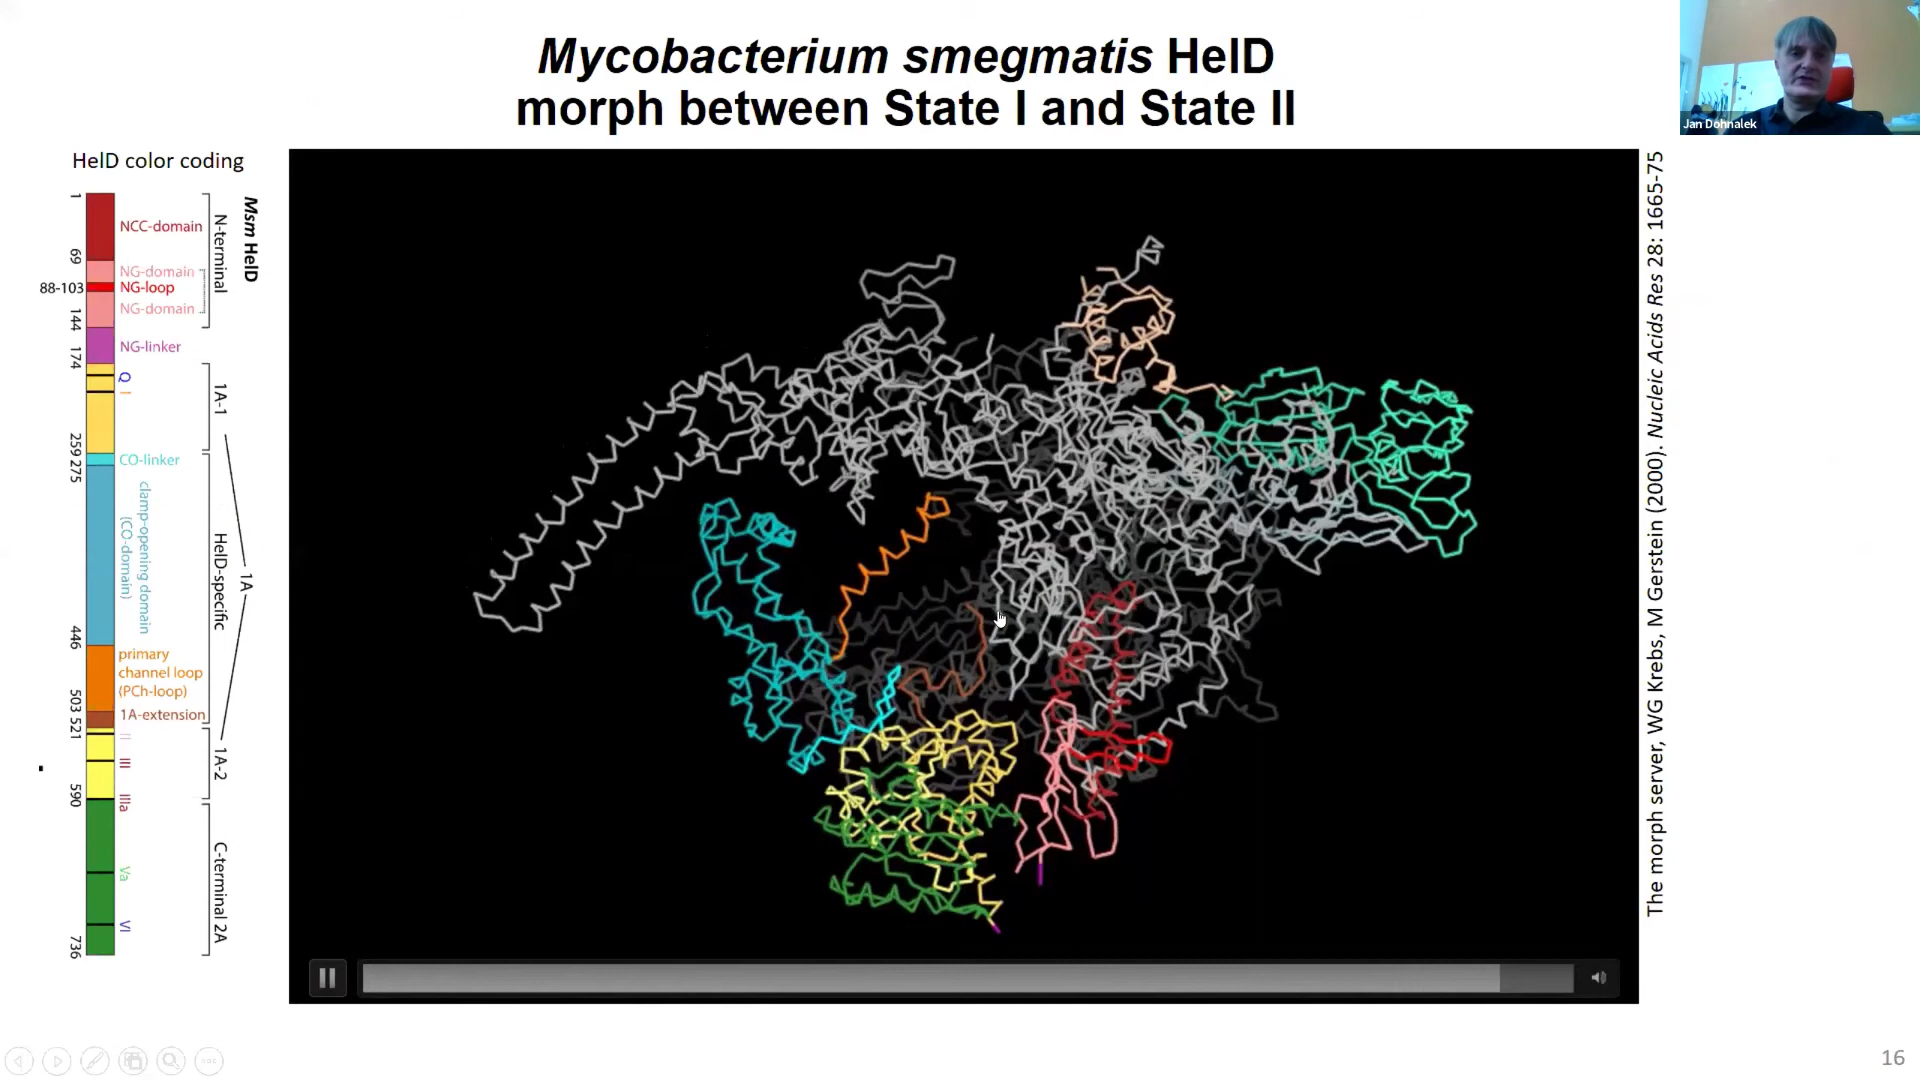 Mycobacterium smegmatis HelD
morph between State I and State II
Jan Dohnalek
HelD color coding
Msm HelD
1
69
88-103
144
174
259
275
446
503
521
590
736
NCC-domain
NG-domain
NG-loop
NG-domain
NG-linker
Q
I
CO-linker
clamp-opening domain
(CO-domain)
primary
channel loop
(PCh-loop)
1A-extension
II
III
IIIa
Va
VI
N-terminal
1A-1
HelD-specific
1A
1A-2
C-terminal 2A
The morph server, WG Krebs, M Gerstein (2000). Nucleic Acids Res 28: 1665-75
16